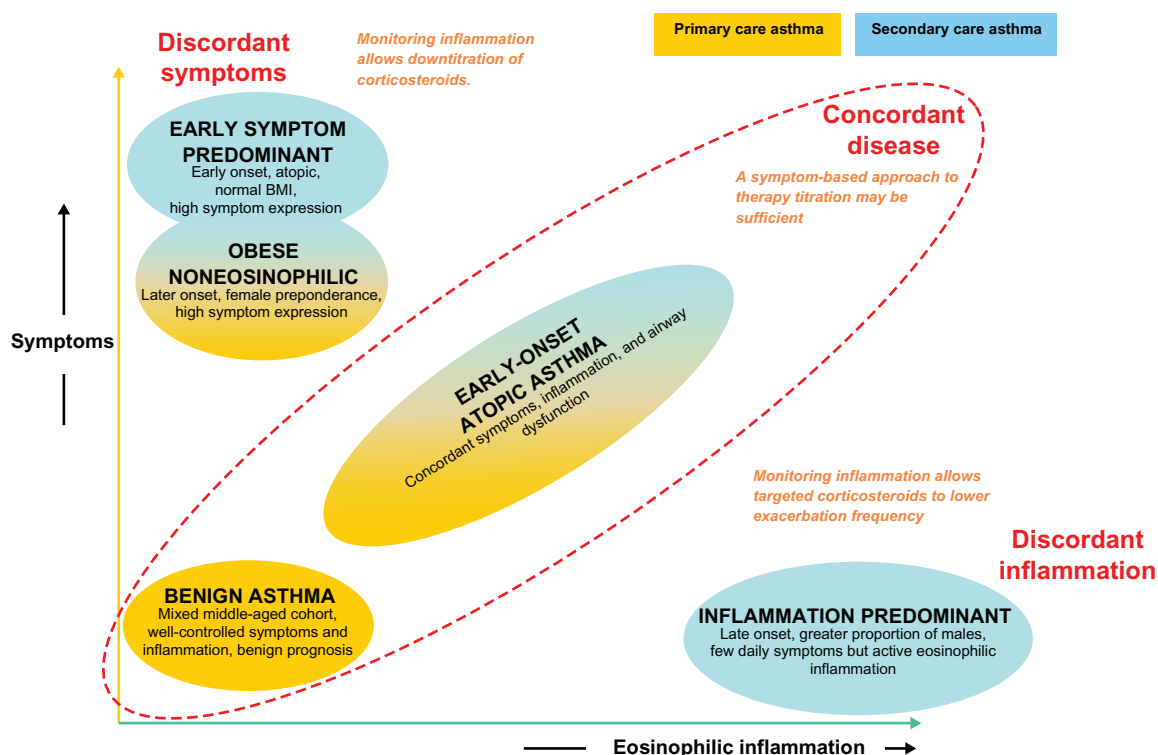 Primary care asthma
Secondary care asthma
Discordant
symptoms
Monitoring inflammation
allows downtitration of
corticosteroids.
Concordant
disease
A symptom-based approach to
therapy titration may be
sufficient
EARLY SYMPTOM
PREDOMINANT
Early onset, atopic,
normal BMI,
high symptom expression
OBESE
NONEOSINOPHILIC
Later onset, female preponderance,
high symptom expression
Symptoms
EARLY-ONSET
ATOPIC ASTHMA
Concordant symptoms, inflammation, and airway
dysfunction
Monitoring inflammation allows
targeted corticosteroids to lower
exacerbation frequency
Discordant
inflammation
BENIGN ASTHMA
Mixed middle-aged cohort,
well-controlled symptoms and
inflammation, benign prognosis
INFLAMMATION PREDOMINANT
Late onset, greater proportion of males,
few daily symptoms but active eosinophilic
inflammation
Eosinophilic inflammation